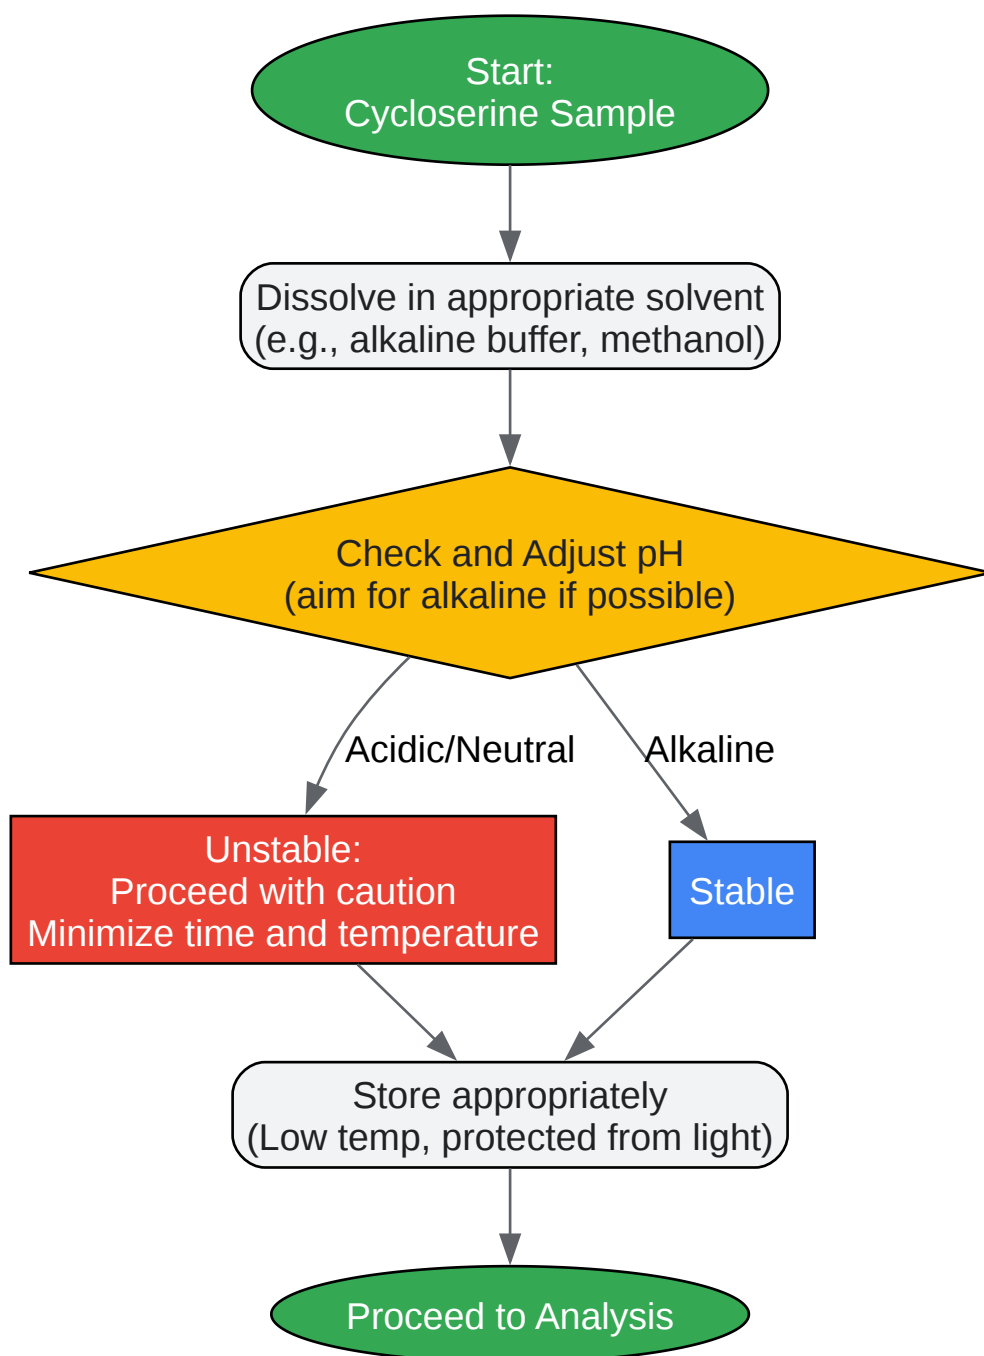 Start:
Cycloserine Sample
Dissolve in appropriate solvent
(e.g., alkaline buffer, methanol)
Check and Adjust pH
(aim for alkaline if possible)
Acidic/Neutral
Alkaline
Unstable:
Proceed with caution
Minimize time and temperature
Stable
Store appropriately
(Low temp, protected from light)
Proceed to Analysis